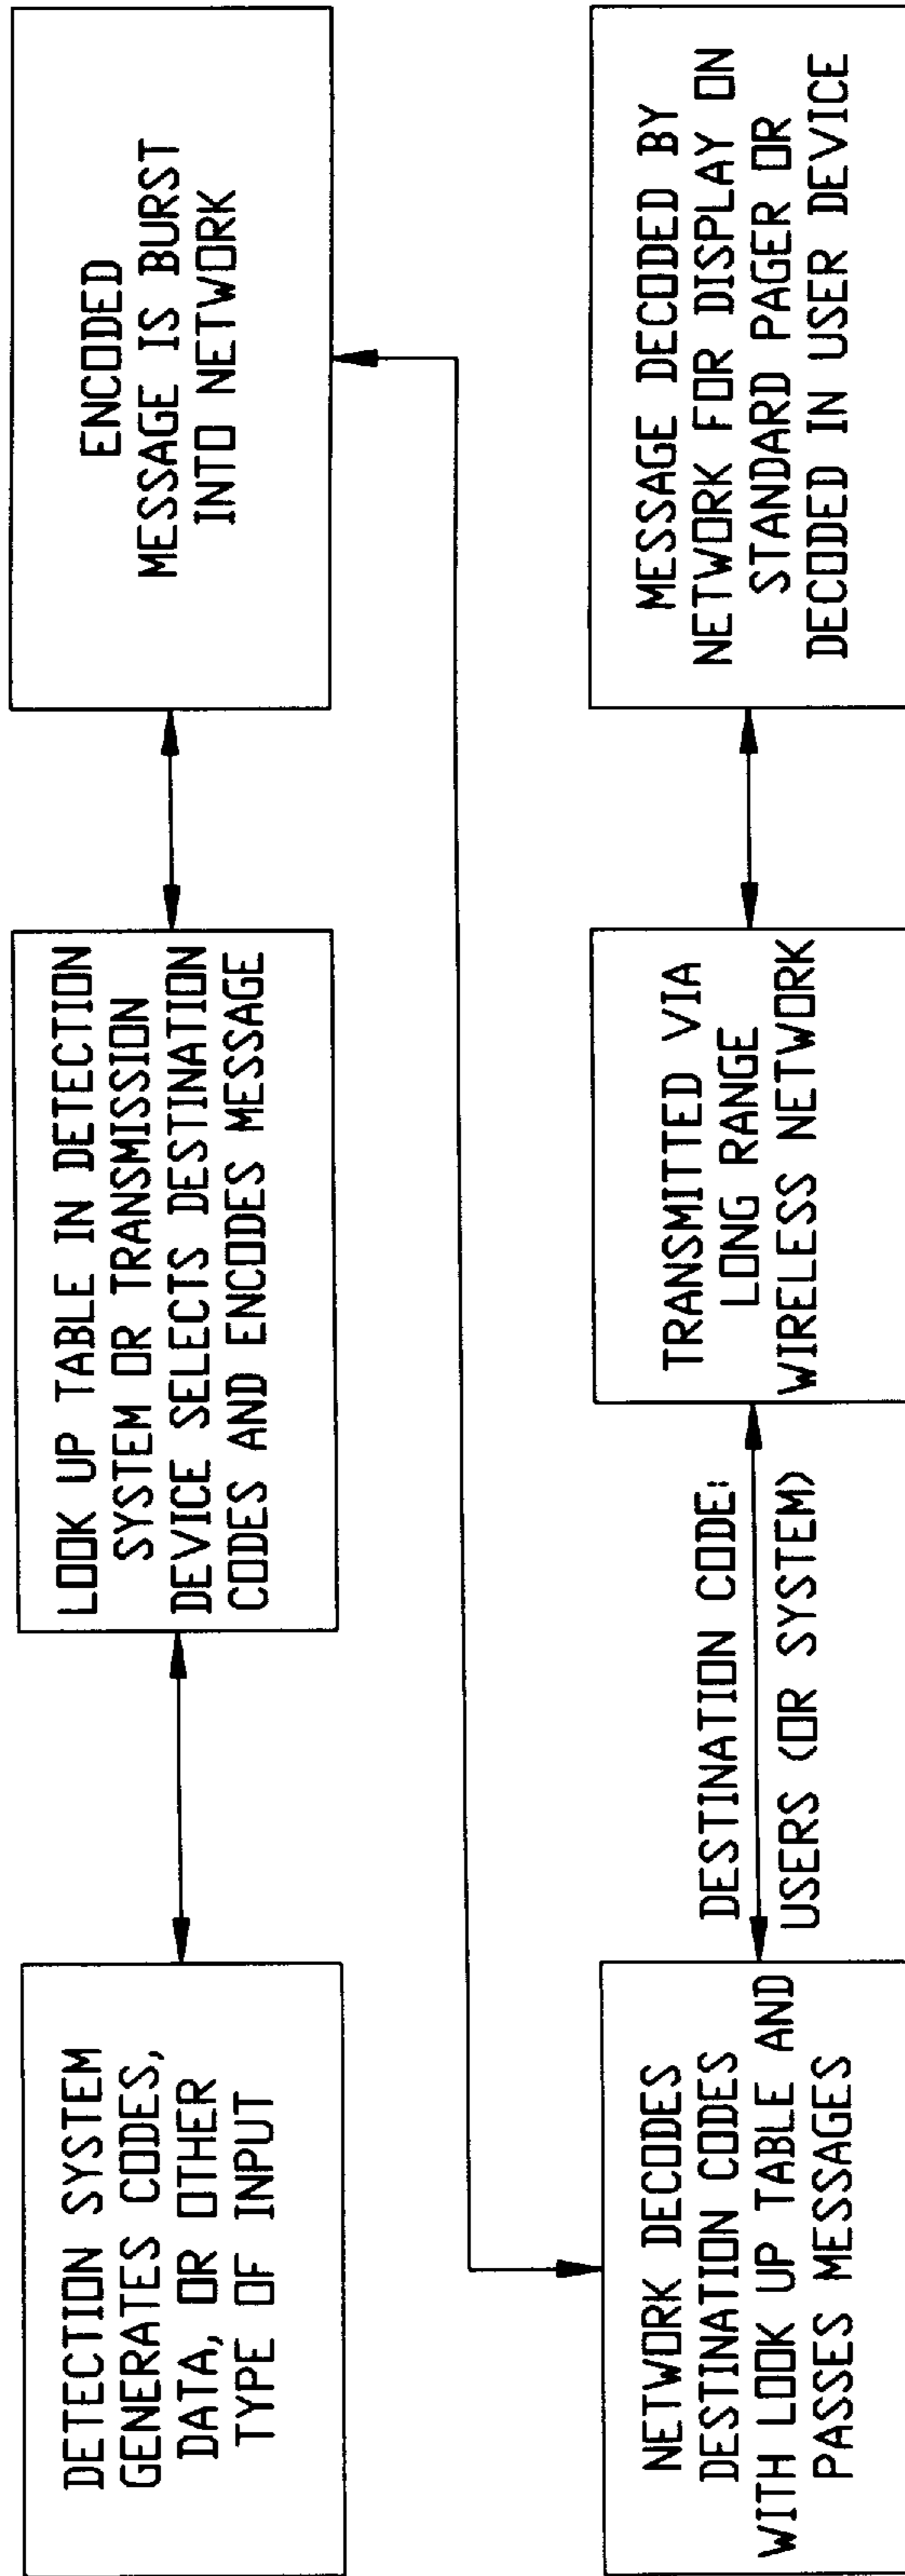 DETECTION SYSTEM
GENERATES CODES,
DATA, OR OTHER
TYPE OF INPUT
LOOK UP TABLE IN DETECTION
SYSTEM OR TRANSMISSION
DEVICE SELECTS DESTINATION
CODES AND ENCODES MESSAGE
ENCODED
MESSAGE IS BURST
INTO NETWORK
NETWORK DECODES
DESTINATION CODES
WITH LOOK UP TABLE AND
PASSES MESSAGES
DESTINATION CODE:
USERS (OR SYSTEM)
TRANSMITTED VIA
LONG RANGE
WIRELESS NETWORK
MESSAGE DECODED BY
NETWORK FOR DISPLAY ON
STANDARD PAGER OR
DECODED IN USER DEVICE